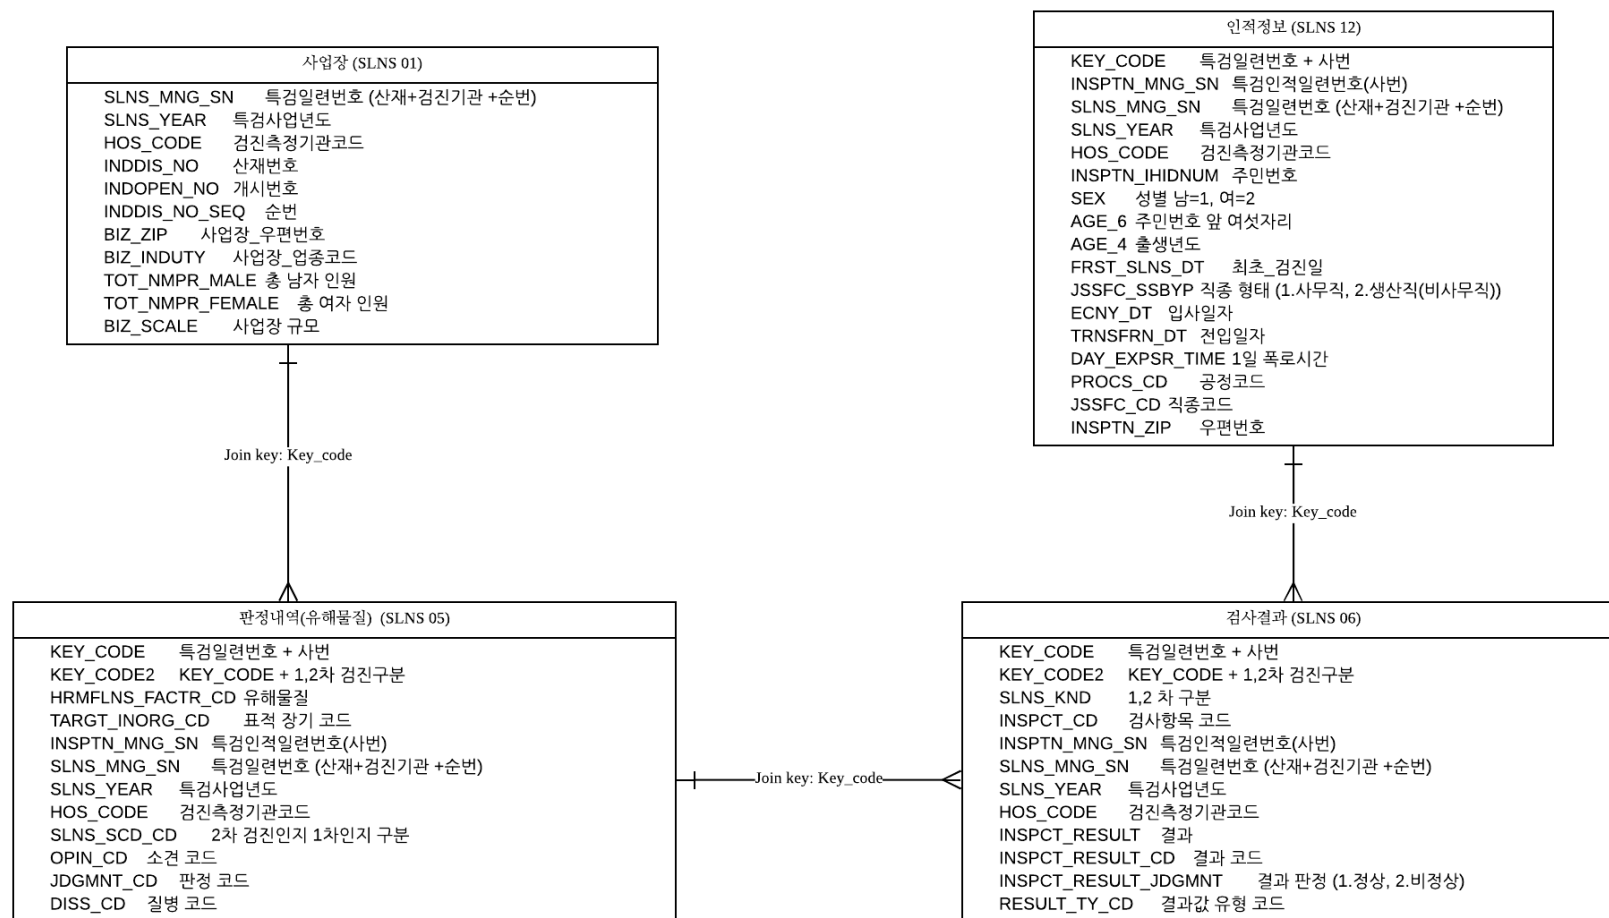 사업장 (SLNS 01)
SLNS_MNG_SN 특검일련번호 (산재+검진기관 +순번)
SLNS_YEAR 특검사업년도
HOS_CODE 검진측정기관코드
INDDIS_NO 산재번호
INDOPEN_NO 개시번호
INDDIS_NO_SEQ 순번
BIZ_ZIP 사업장_우편번호
BIZ_INDUTY 사업장_업종코드
TOT_NMPR_MALE 총 남자 인원
TOT_NMPR_FEMALE 총 여자 인원
BIZ_SCALE 사업장 규모
인적정보 (SLNS 12)
KEY_CODE 특검일련번호 + 사번
INSPTN_MNG_SN 특검인적일련번호(사번)
SLNS_MNG_SN 특검일련번호 (산재+검진기관 +순번)
SLNS_YEAR 특검사업년도
HOS_CODE 검진측정기관코드
INSPTN_IHIDNUM 주민번호
SEX 성별 남=1, 여=2
AGE_6 주민번호 앞 여섯자리
AGE_4 출생년도
FRST_SLNS_DT 최초_검진일
JSSFC_SSBYP 직종 형태 (1.사무직, 2.생산직(비사무직))
ECNY_DT 입사일자
TRNSFRN_DT 전입일자
DAY_EXPSR_TIME 1일 폭로시간
PROCS_CD 공정코드
JSSFC_CD 직종코드
INSPTN_ZIP 우편번호
Join key: Key_code
Join key: Key_code
판정내역(유해물질) (SLNS 05)
KEY_CODE 특검일련번호 + 사번
KEY_CODE2 KEY_CODE + 1,2차 검진구분
HRMFLNS_FACTR_CD 유해물질
TARGT_INORG_CD 표적 장기 코드
INSPTN_MNG_SN 특검인적일련번호(사번)
SLNS_MNG_SN 특검일련번호 (산재+검진기관 +순번)
SLNS_YEAR 특검사업년도
HOS_CODE 검진측정기관코드
SLNS_SCD_CD 2차 검진인지 1차인지 구분
OPIN_CD 소견 코드
JDGMNT_CD 판정 코드
DISS_CD 질병 코드
Join key: Key_code
검사결과 (SLNS 06)
KEY_CODE 특검일련번호 + 사번
KEY_CODE2 KEY_CODE + 1,2차 검진구분
SLNS_KND 1,2 차 구분
INSPCT_CD 검사항목 코드
INSPTN_MNG_SN 특검인적일련번호(사번)
SLNS_MNG_SN 특검일련번호 (산재+검진기관 +순번)
SLNS_YEAR 특검사업년도
HOS_CODE 검진측정기관코드
INSPCT_RESULT 결과
INSPCT_RESULT_CD 결과 코드
INSPCT_RESULT_JDGMNT 결과 판정 (1.정상, 2.비정상)
RESULT_TY_CD 결과값 유형 코드